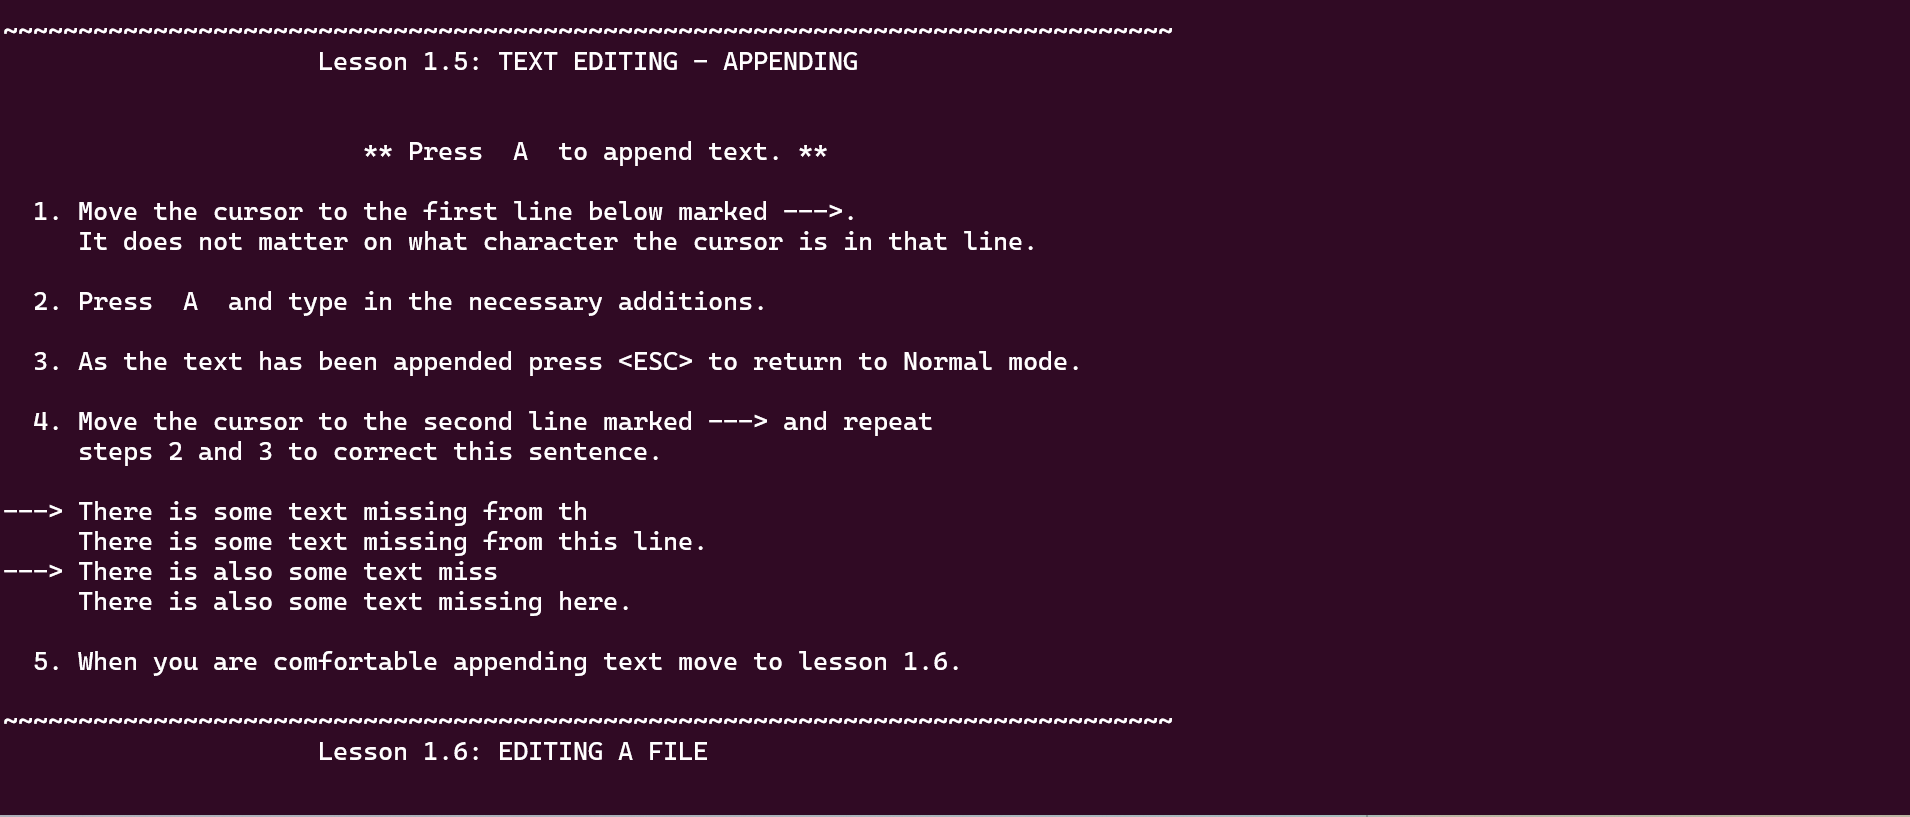 ~~~~~~~~~~~~~~~~~~~~~~~~~~~~~~~~~~~~~~~~~~~~~~~~~~~~~~~~~~~~~~~~~~~~~~~~~~~~~~
Lesson 1.5: TEXT EDITING - APPENDING
** Press  A  to append text. **
1. Move the cursor to the first line below marked --->.
It does not matter on what character the cursor is in that line.
2. Press  A  and type in the necessary additions.
3. As the text has been appended press <ESC> to return to Normal mode.
4. Move the cursor to the second line marked ---> and repeat
steps 2 and 3 to correct this sentence.
---> There is some text missing from th
There is some text missing from this line.
---> There is also some text miss
There is also some text missing here.
5. When you are comfortable appending text move to lesson 1.6.
~~~~~~~~~~~~~~~~~~~~~~~~~~~~~~~~~~~~~~~~~~~~~~~~~~~~~~~~~~~~~~~~~~~~~~~~~~~~~~
Lesson 1.6: EDITING A FILE